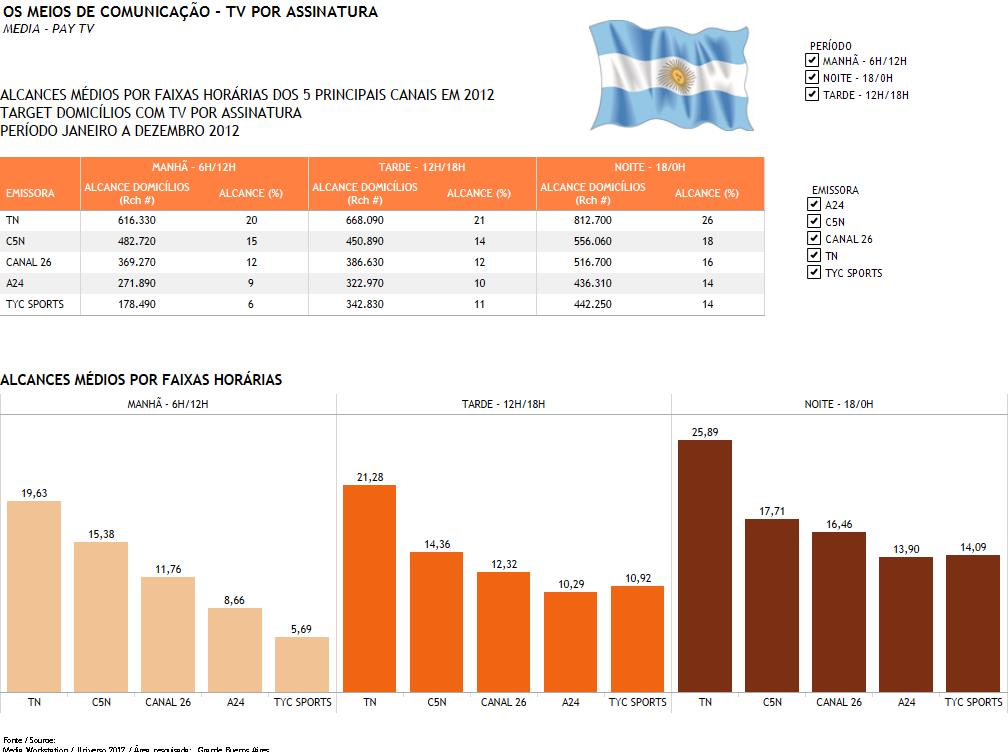 OS MEIOS DE COMUNICAÇÃO - TV POR ASSINATURA
MEDIA - PAY TV
PERÍODO
MANHÃ - 6H/12H
NOITE - 18/0H
TARDE - 12H/18H
ALCANCES MÉDIOS POR FAIXAS HORÁRIAS DOS 5 PRINCIPAIS CANAIS EM 2012
TARGET DOMICÍLIOS COM TV POR ASSINATURA
PERÍODO JANEIRO A DEZEMBRO 2012
MANHÃ - 6H/12H TARDE - 12H/18H NOITE - 18/0H
EMISSORA ALCANCE DOMICÍLIOS (Rch #) ALCANCE (%) ALCANCE DOMICÍLIOS (Rch #) ALCANCE (%) ALCANCE DOMICÍLIOS (Rch #) ALCANCE (%)
TN 616.330 20 668.090 21 812.700 26
C5N 482.720 15 450.890 14 556.060 18
CANAL 26 369.270 12 386.630 12 516.700 16
A24 271.890 9 322.970 10 436.310 14
TYC SPORTS 178.490 6 342.830 11 442.250 14
EMISSORA
A24
C5N
CANAL 26
TN
TYC SPORTS
ALCANCES MÉDIOS POR FAIXAS HORÁRIAS
MANHÃ - 6H/12H TARDE - 12H/18H NOITE - 18/0H
19,63 15,38 11,76 8,66 5,69 21,28 14,36 12,32 10,29 10,92 25,89 17,71 16,46 13,90 14,09
TN C5N CANAL 26 A24 TYC SPORTS TN C5N CANAL 26 A24 TYC SPORTS TN C5N CANAL 26 A24 TYC SPORTS
Fonte / Source:
Media Workstation / Universo 2012 / Área pesquisada: Grande Buenos Aires